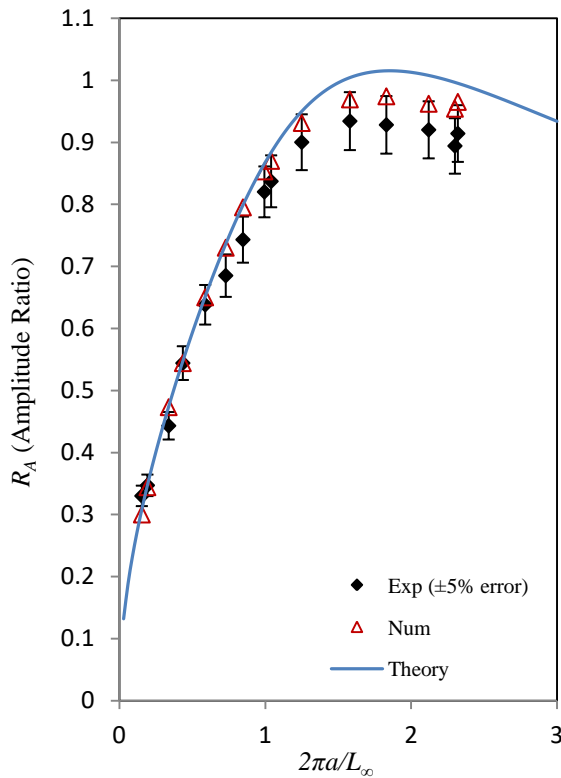 1.1
1
0.9
0.8
0.7
0.6
0.5
0.4
0.3
0.2
0.1
0
R_A (Amplitude Ratio)
Exp (±5% error)
Num
Theory
0 1 2 3
2πa/L∞